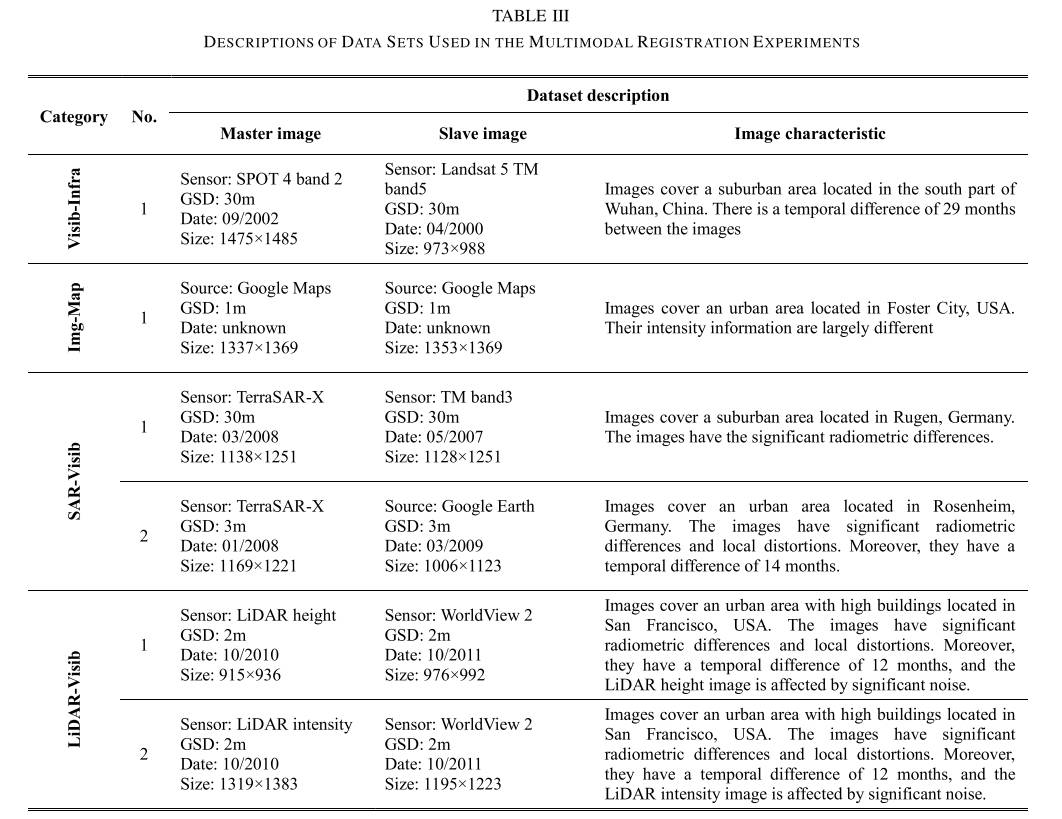 TABLE III
DESCRIPTIONS OF DATA SETS USED IN THE MULTIMODAL REGISTRATION EXPERIMENTS
Category
No.
Dataset description
Master image
Slave image
Image characteristic
Visib-Infra
1
Sensor: SPOT 4 band 2
GSD: 30m
Date: 09/2002
Size: 1475×1485
Sensor: Landsat 5 TM
band5
GSD: 30m
Date: 04/2000
Size: 973×988
Images cover a suburban area located in the south part of
Wuhan, China. There is a temporal difference of 29 months
between the images
Img-Map
1
Source: Google Maps
GSD: 1m
Date: unknown
Size: 1337×1369
Source: Google Maps
GSD: 1m
Date: unknown
Size: 1353×1369
Images cover an urban area located in Foster City, USA.
Their intensity information are largely different
SAR-Visib
1
Sensor: TerraSAR-X
GSD: 30m
Date: 03/2008
Size: 1138×1251
Sensor: TM band3
GSD: 30m
Date: 05/2007
Size: 1128×1251
Images cover a suburban area located in Rugen, Germany.
The images have the significant radiometric differences.
2
Sensor: TerraSAR-X
GSD: 3m
Date: 01/2008
Size: 1169×1221
Source: Google Earth
GSD: 3m
Date: 03/2009
Size: 1006×1123
Images cover an urban area located in Rosenheim,
Germany. The images have significant radiometric
differences and local distortions. Moreover, they have a
temporal difference of 14 months.
LiDAR-Visib
1
Sensor: LiDAR height
GSD: 2m
Date: 10/2010
Size: 915×936
Sensor: WorldView 2
GSD: 2m
Date: 10/2011
Size: 976×992
Images cover an urban area with high buildings located in
San Francisco, USA. The images have significant
radiometric differences and local distortions. Moreover,
they have a temporal difference of 12 months, and the
LiDAR height image is affected by significant noise.
2
Sensor: LiDAR intensity
GSD: 2m
Date: 10/2010
Size: 1319×1383
Sensor: WorldView 2
GSD: 2m
Date: 10/2011
Size: 1195×1223
Images cover an urban area with high buildings located in
San Francisco, USA. The images have significant
radiometric differences and local distortions. Moreover,
they have a temporal difference of 12 months, and the
LiDAR intensity image is affected by significant noise.